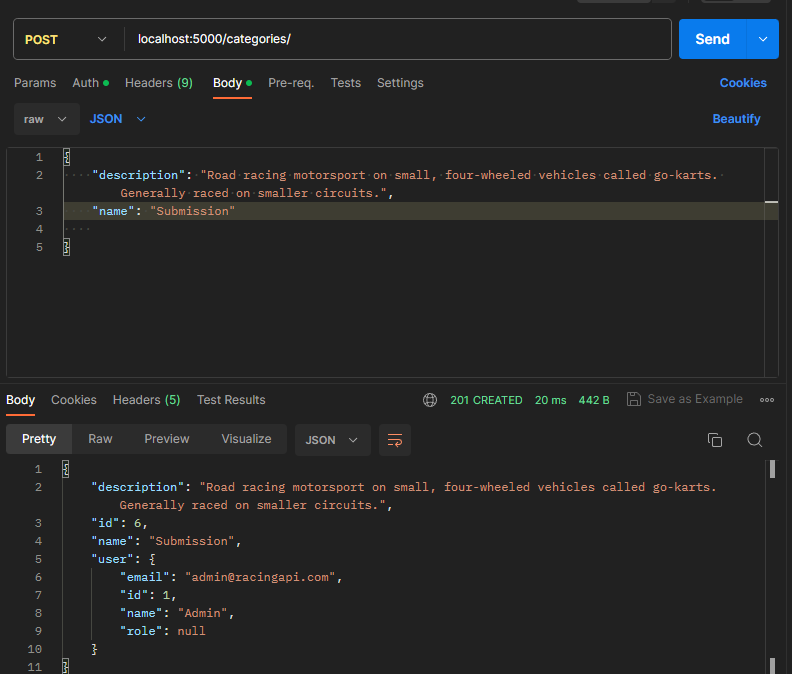 POST localhost:5000/categories/ Send
Params Auth Headers (9) Body Pre-req. Tests Settings Cookies
raw JSON Beautify
1 {
2 "description": "Road racing motorsport on small, four-wheeled vehicles called go-karts.
Generally raced on smaller circuits.",
3 "name": "Submission"
4
5 }
Body Cookies Headers (5) Test Results 201 CREATED 20 ms 442 B Save as Example
Pretty Raw Preview Visualize JSON
1 {
2 "description": "Road racing motorsport on small, four-wheeled vehicles called go-karts.
Generally raced on smaller circuits.",
3 "id": 6,
4 "name": "Submission",
5 "user": {
6 "email": "admin@racingapi.com",
7 "id": 1,
8 "name": "Admin",
9 "role": null
10 }
11 }